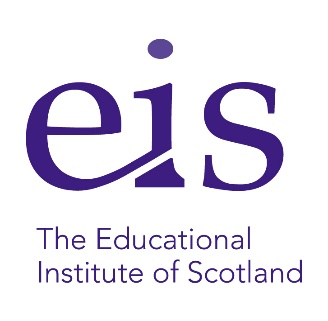 eis
The Educational
Institute of Scotland